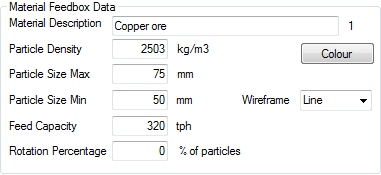 Material Feedbox Data
Material Description Copper ore 1
Particle Density 2503 kg/m3 Colour
Particle Size Max 75 mm
Particle Size Min 50 mm Wireframe Line
Feed Capacity 320 tph
Rotation Percentage 0 % of particles